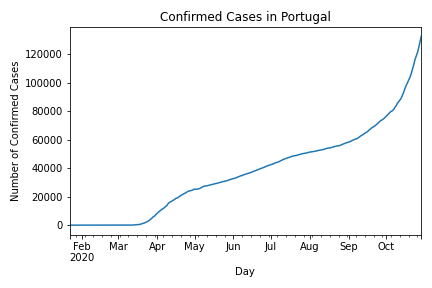 Confirmed Cases in Portugal
Number of Confirmed Cases
120000
100000
80000
60000
40000
20000
0
Feb Mar Apr May Jun Jul Aug Sep Oct
2020
Day